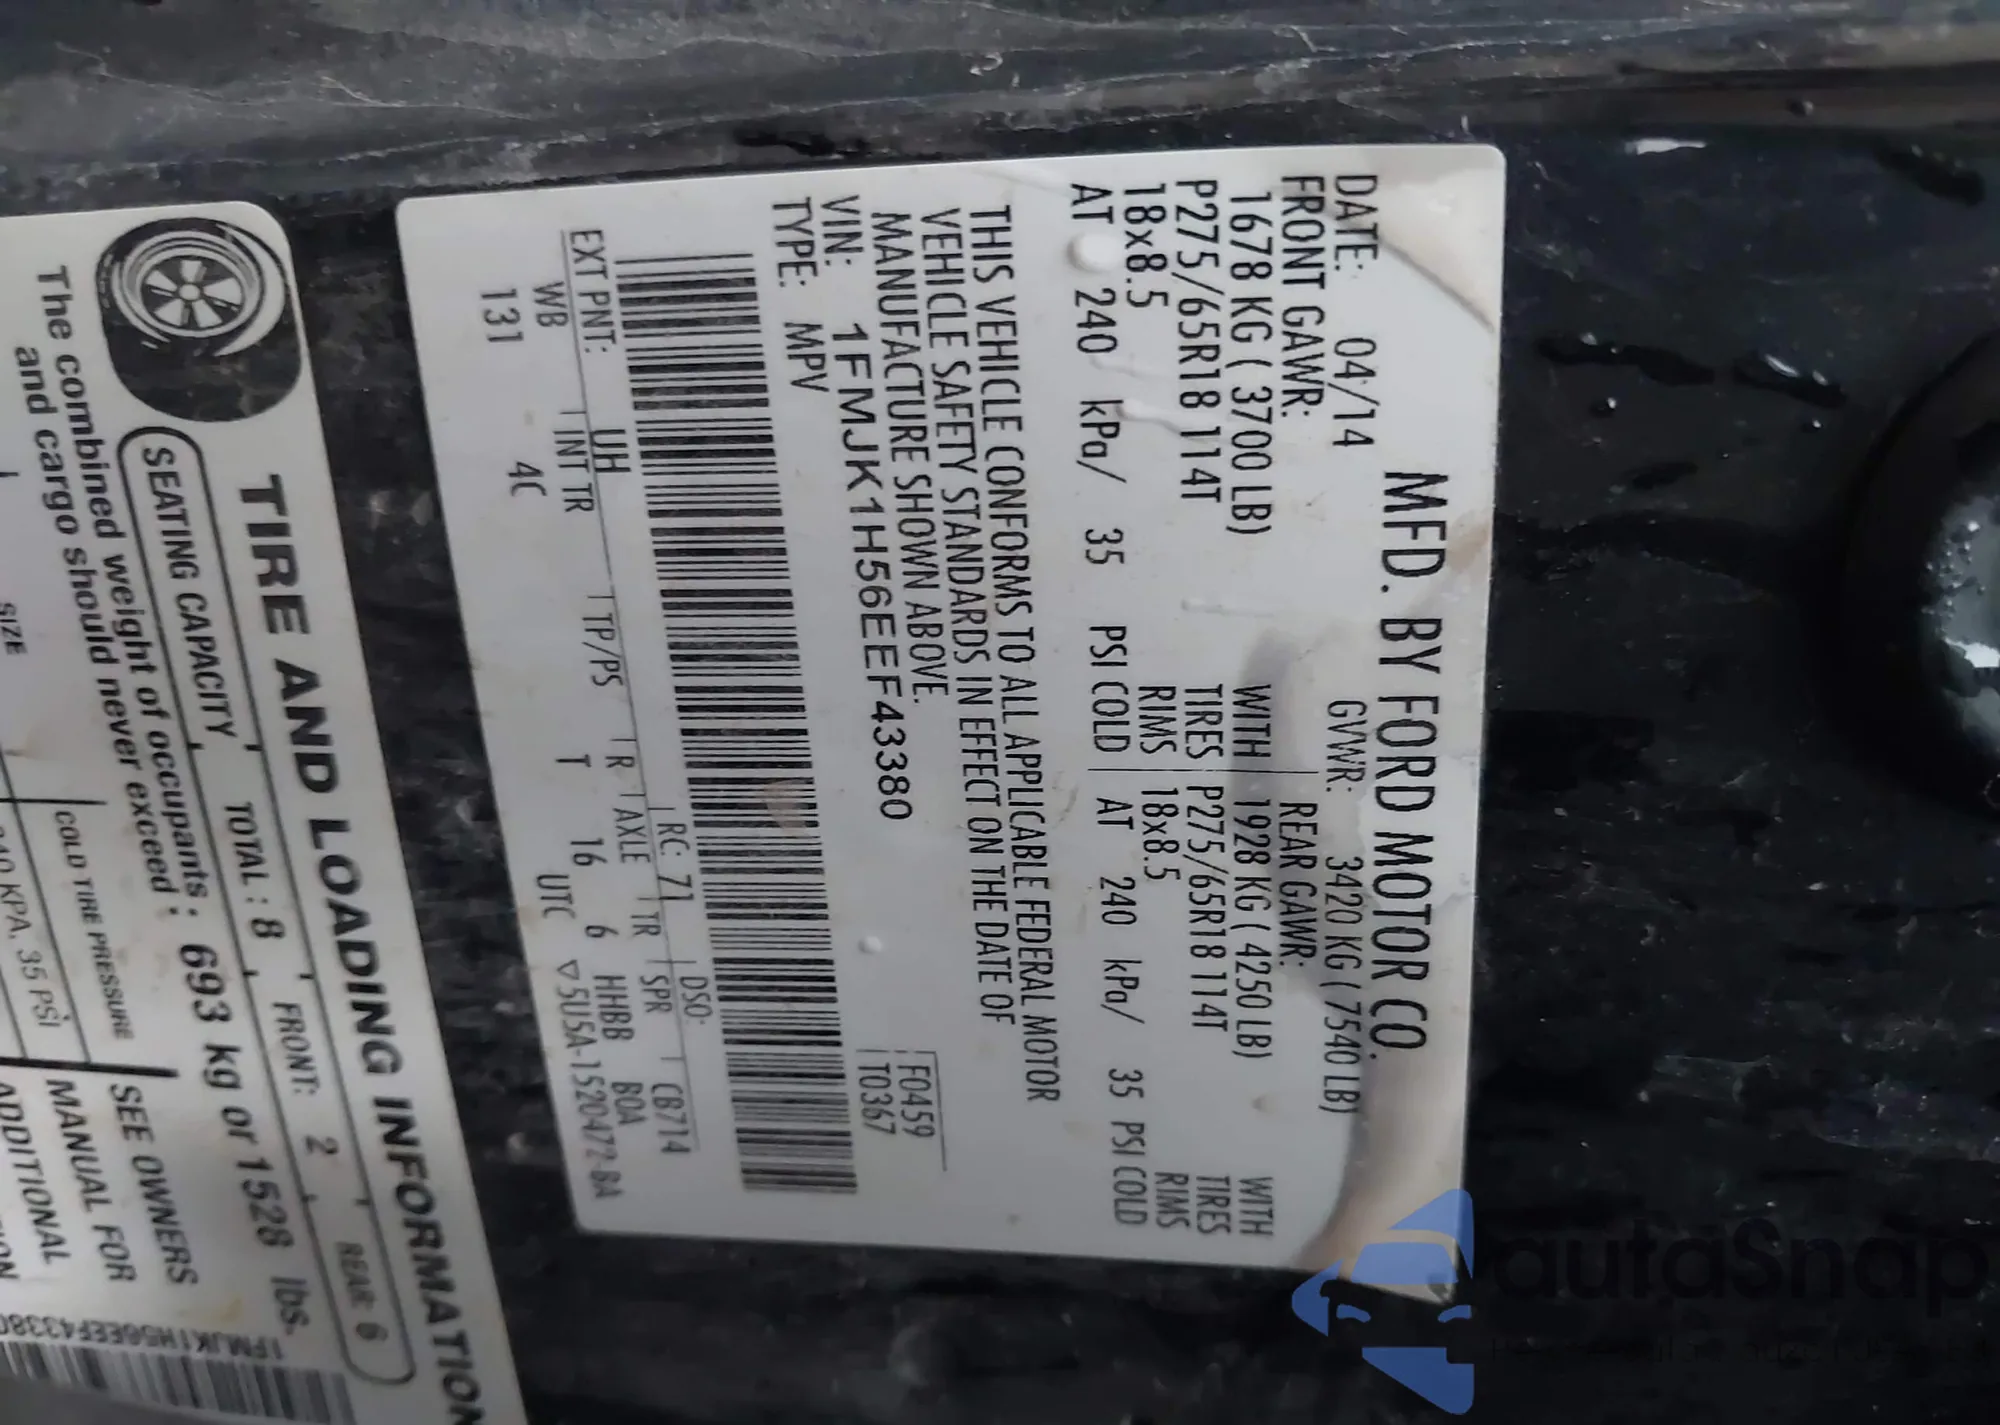 MFD. BY FORD MOTOR CO.
DATE: 04/14 GVWR: 3420 KG ( 7540 LB)
FRONT GAWR: REAR GAWR:
1678 KG ( 3700 LB) WITH 1928 KG ( 4250 LB) WITH
P275/65R18 114T TIRES P275/65R18 114T TIRES
18x8.5 RIMS 18x8.5 RIMS
AT 240 kPa/ 35 PSI COLD AT 240 kPa/ 35 PSI COLD
THIS VEHICLE CONFORMS TO ALL APPLICABLE FEDERAL MOTOR
VEHICLE SAFETY STANDARDS IN EFFECT ON THE DATE OF
MANUFACTURE SHOWN ABOVE.
F0459
VIN: 1FMJK1H56EEF43380
T0367
TYPE: MPV
EXT PNT: UH RC: 71 DSO:
WB INT TR TP/PS R AXLE TR SPR CB714
131 4C T 16 6 HHBB BOA
UTC ▽5U5A-1520472-BA
TIRE AND LOADING INFORMATION
SEATING CAPACITY TOTAL : 8 FRONT: 2 REAR: 6
The combined weight of occupants
and cargo should never exceed : 693 kg or 1528 lbs.
SIZE COLD TIRE PRESSURE SEE OWNERS
MANUAL FOR
ADDITIONAL
240 KPA, 35 PSI
1FMJK1H56EEF43380
autoSnap